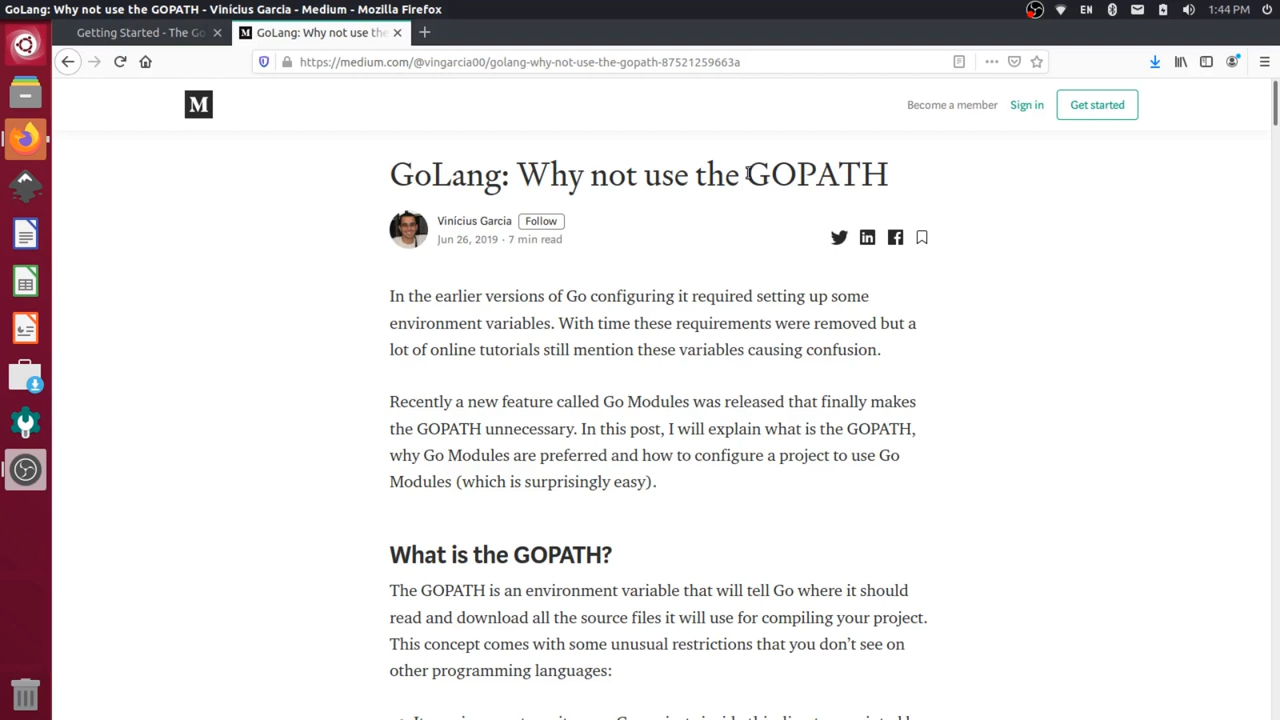 GoLang: Why not use the GOPATH - Vinícius Garcia - Medium - Mozilla Firefox
EN
1:44 PM
Getting Started - The Go
GoLang: Why not use the
https://medium.com/@vingarcia00/golang-why-not-use-the-gopath-87521259663a
M
Become a member
Sign in
Get started
GoLang: Why not use the GOPATH
Vinícius Garcia
Follow
Jun 26, 2019 · 7 min read
In the earlier versions of Go configuring it required setting up some
environment variables. With time these requirements were removed but a
lot of online tutorials still mention these variables causing confusion.
Recently a new feature called Go Modules was released that finally makes
the GOPATH unnecessary. In this post, I will explain what is the GOPATH,
why Go Modules are preferred and how to configure a project to use Go
Modules (which is surprisingly easy).
What is the GOPATH?
The GOPATH is an environment variable that will tell Go where it should
read and download all the source files it will use for compiling your project.
This concept comes with some unusual restrictions that you don’t see on
other programming languages: